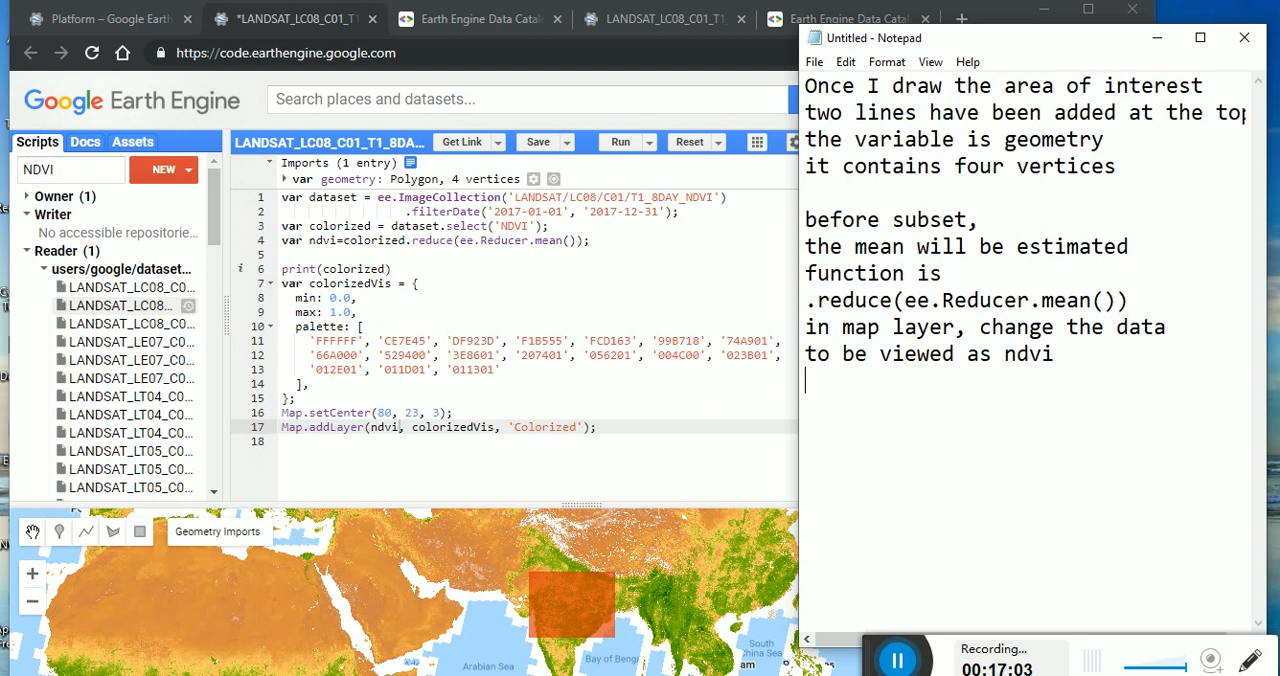 Platform – Google Earth
*LANDSAT_LC08_C01_T1
Earth Engine Data Catal
LANDSAT_LC08_C01_T1
Earth Engine Data Catal
https://code.earthengine.google.com
Google Earth Engine
Search places and datasets...
Scripts Docs Assets
NDVI
NEW
Owner (1)
Writer
No accessible repositorie...
Reader (1)
users/google/dataset...
LANDSAT_LC08_C0...
LANDSAT_LC08...
LANDSAT_LC08_C0...
LANDSAT_LE07_C0...
LANDSAT_LE07_C0...
LANDSAT_LE07_C0...
LANDSAT_LT04_C0...
LANDSAT_LT04_C0...
LANDSAT_LT04_C0...
LANDSAT_LT05_C0...
LANDSAT_LT05_C0...
LANDSAT_LT05_C0...
LANDSAT_LC08_C01_T1_8DA...
Get Link Save Run Reset
Imports (1 entry)
var geometry: Polygon, 4 vertices
1 var dataset = ee.ImageCollection('LANDSAT/LC08/C01/T1_8DAY_NDVI')
2 .filterDate('2017-01-01', '2017-12-31');
3 var colorized = dataset.select('NDVI');
4 var ndvi=colorized.reduce(ee.Reducer.mean());
5
6 print(colorized)
7 var colorizedVis = {
8 min: 0.0,
9 max: 1.0,
10 palette: [
11 'FFFFFF', 'CE7E45', 'DF923D', 'F1B555', 'FCD163', '99B718', '74A901',
12 '66A000', '529400', '3E8601', '207401', '056201', '004C00', '023B01',
13 '012E01', '011D01', '011301'
14 ],
15 };
16 Map.setCenter(80, 23, 3);
17 Map.addLayer(ndvi, colorizedVis, 'Colorized');
18
Geometry Imports
Arabian Sea
Bay of Beng
South
China Sea
am
Untitled - Notepad
File Edit Format View Help
Once I draw the area of interest
two lines have been added at the top
the variable is geometry
it contains four vertices
before subset,
the mean will be estimated
function is
.reduce(ee.Reducer.mean())
in map layer, change the data
to be viewed as ndvi
Recording...
00:17:03